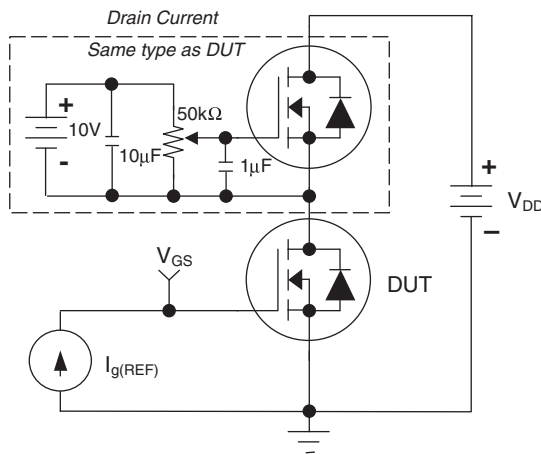 Drain Current
Same type as DUT
+
10V
-
10μF
50kΩ
1μF
+
VDD
−
VGS
DUT
Ig(REF)